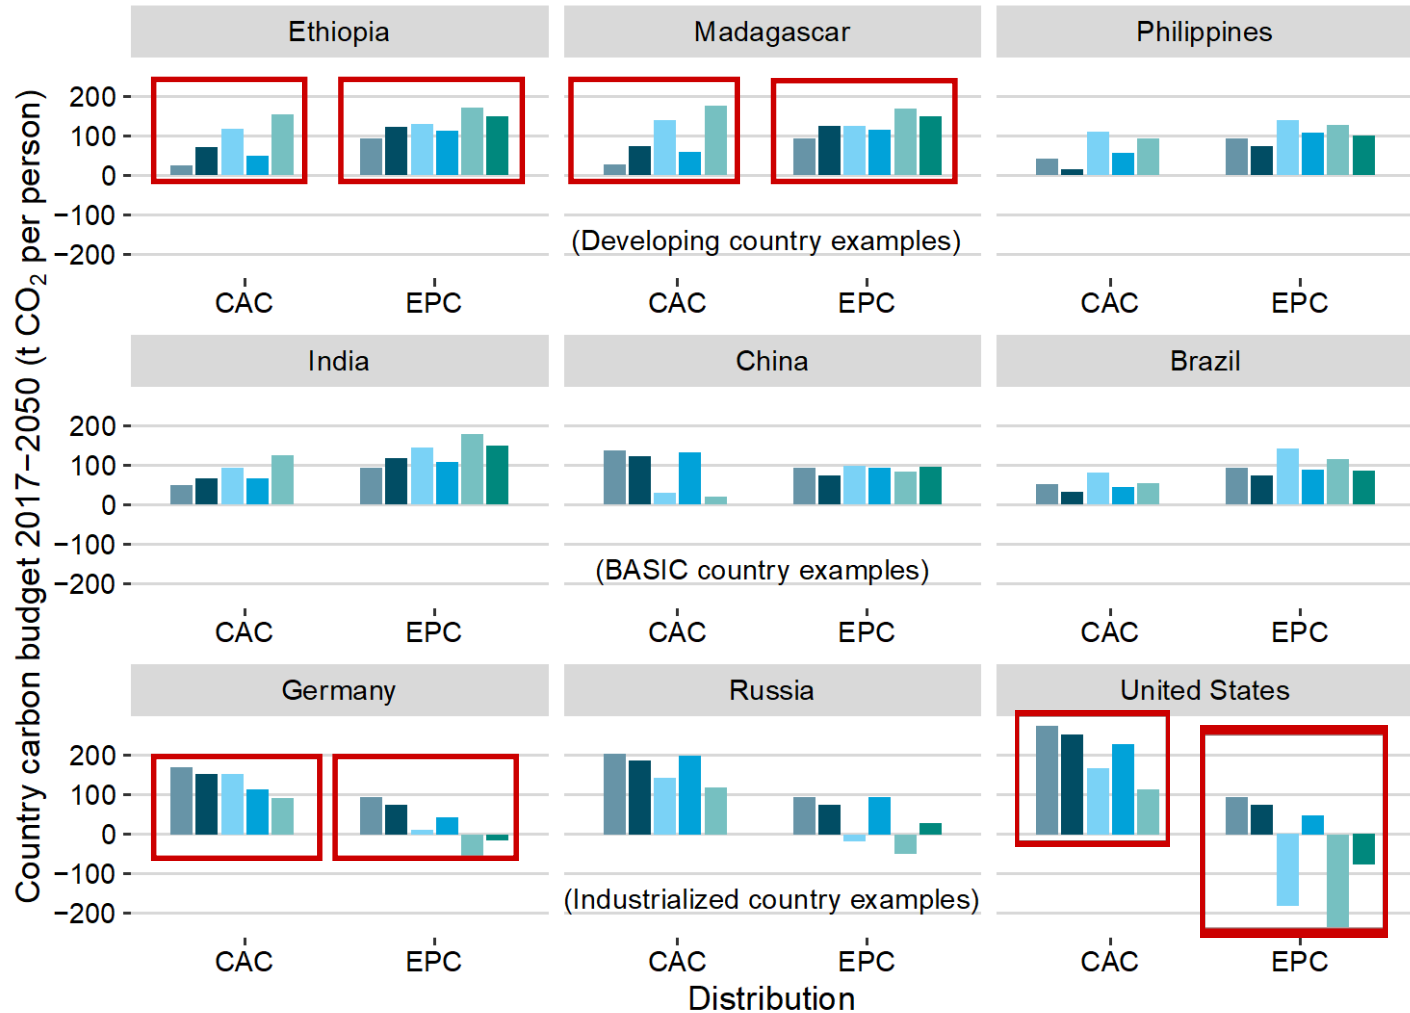 Country carbon budget 2017−2050 (t CO₂ per person)
Ethiopia
Madagascar
Philippines
200
100
0
−100
−200
(Developing country examples)
CAC
EPC
CAC
EPC
CAC
EPC
India
China
Brazil
200
100
0
−100
−200
(BASIC country examples)
CAC
EPC
CAC
EPC
CAC
EPC
Germany
Russia
United States
200
100
0
−100
−200
(Industrialized country examples)
CAC
EPC
CAC
EPC
CAC
EPC
Distribution